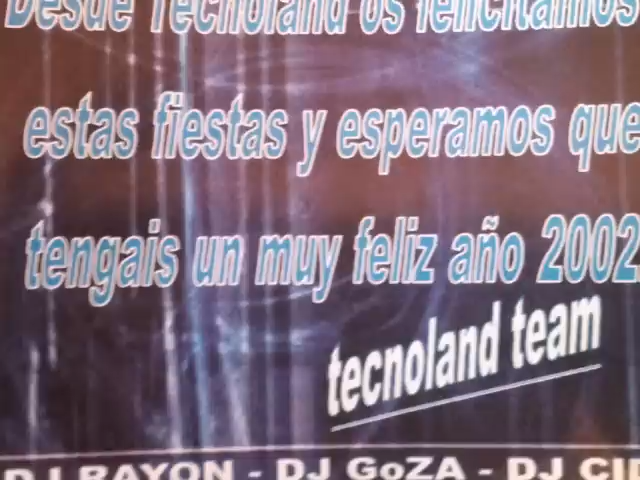 Desde Tecnoland os felicitamos
estas fiestas y esperamos que
tengais un muy feliz año 2002
tecnoland team
DJ RAYON - DJ GoZA - DJ